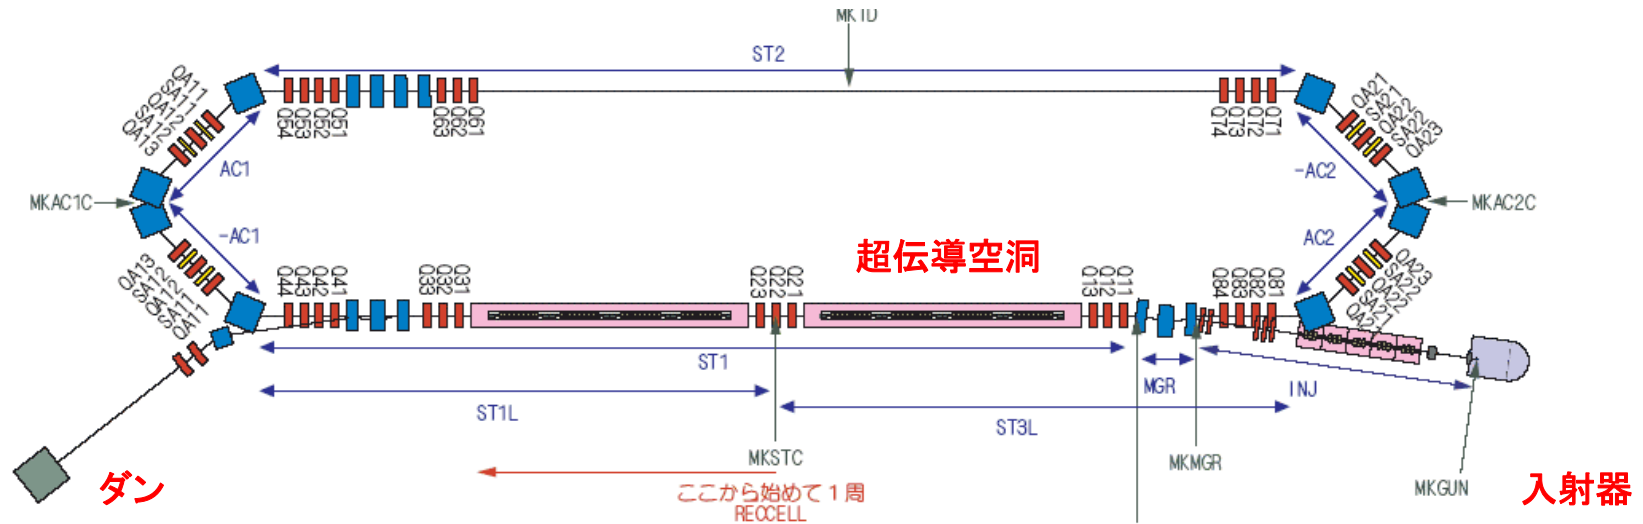 MK1D
ST2
QA11
SA11
QA12
SA12
QA13
Q54
Q53
Q52
Q51
Q63
Q62
Q61
Q74
Q73
Q72
Q71
QA21
SA21
QA22
SA22
QA23
AC1
-AC2
MKAC1C
MKAC2C
-AC1
AC2
超伝導空洞
QA13
QA11
Q44
Q43
Q42
Q41
Q33
Q32
Q31
Q23
Q22
Q21
Q13
Q12
Q11
Q84
Q83
Q82
Q81
QA23
QA21
ST1
MGR
INJ
ST1L
ST3L
MKSTC
MKMGR
MKGUN
ここから始めて1周
RECCELL
ダン
入射器